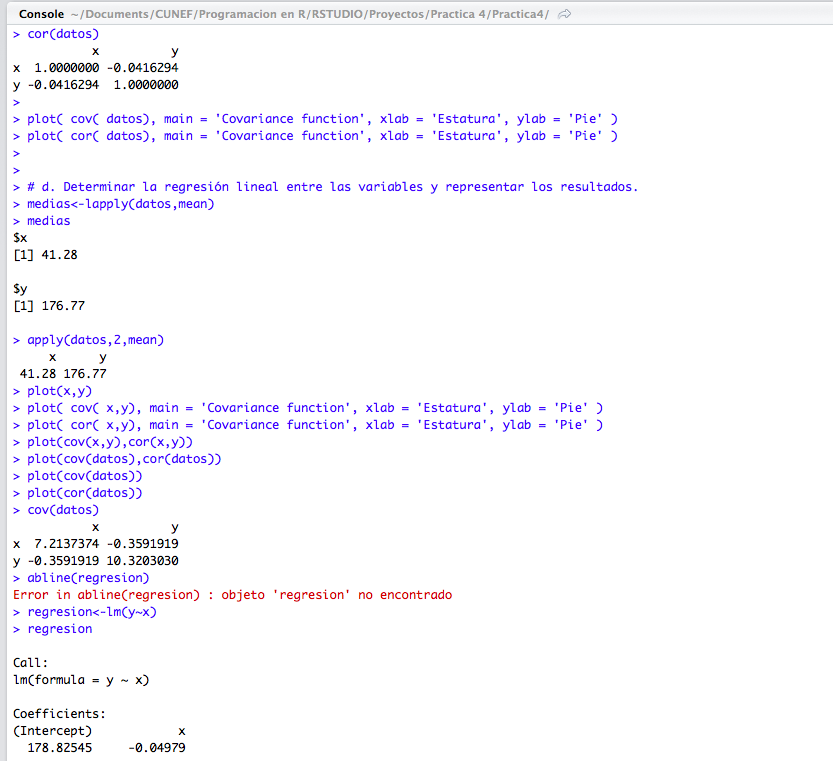 Console ~/Documents/CUNEF/Programacion en R/RSTUDIO/Proyectos/Practica 4/Practica4/
> cor(datos)
           x          y
x  1.0000000 -0.0416294
y -0.0416294  1.0000000
>
> plot( cov( datos), main = 'Covariance function', xlab = 'Estatura', ylab = 'Pie' )
> plot( cor( datos), main = 'Covariance function', xlab = 'Estatura', ylab = 'Pie' )
>
>
> # d. Determinar la regresión lineal entre las variables y representar los resultados.
> medias<-lapply(datos,mean)
> medias
$x
[1] 41.28

$y
[1] 176.77

> apply(datos,2,mean)
     x      y
 41.28 176.77
> plot(x,y)
> plot( cov( x,y), main = 'Covariance function', xlab = 'Estatura', ylab = 'Pie' )
> plot( cor( x,y), main = 'Covariance function', xlab = 'Estatura', ylab = 'Pie' )
> plot(cov(x,y),cor(x,y))
> plot(cov(datos),cor(datos))
> plot(cov(datos))
> plot(cor(datos))
> cov(datos)
           x          y
x  7.2137374 -0.3591919
y -0.3591919 10.3203030
> abline(regresion)
Error in abline(regresion) : objeto 'regresion' no encontrado
> regresion<-lm(y~x)
> regresion

Call:
lm(formula = y ~ x)

Coefficients:
(Intercept)            x
  178.82545     -0.04979